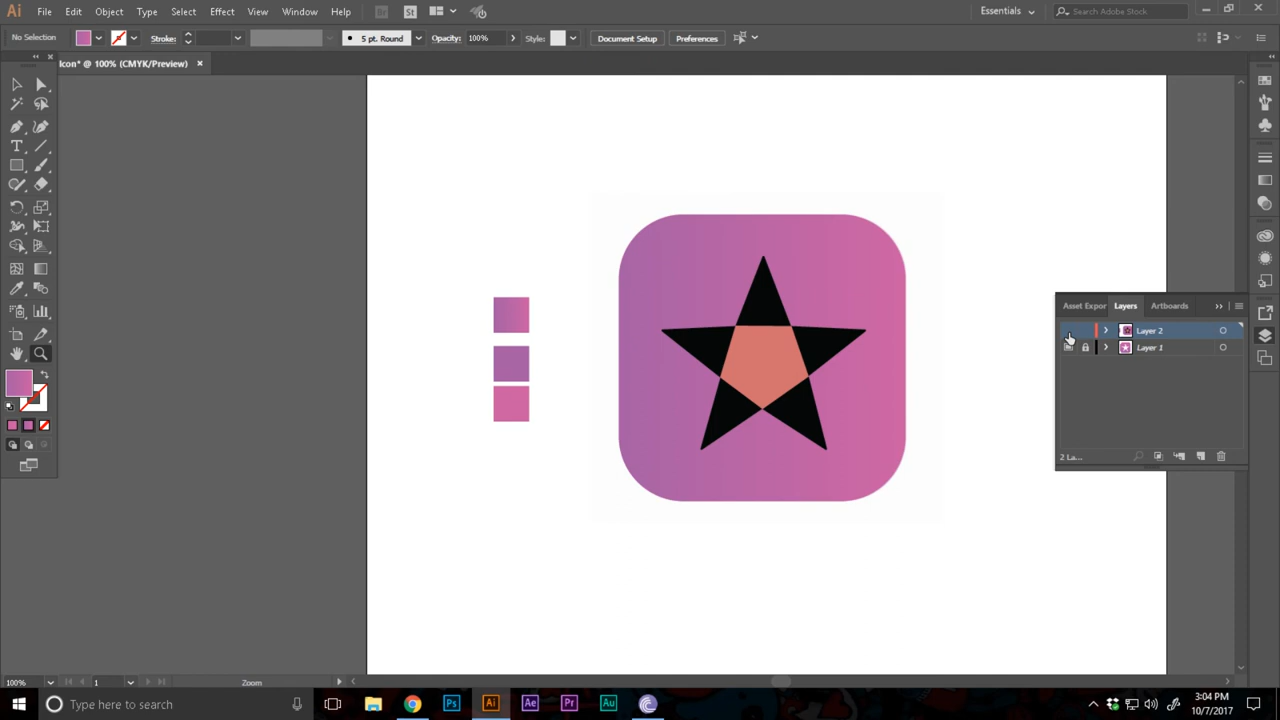 Ai File Edit Object Type Select Effect View Window Help Br St Essentials Search Adobe Stock
No Selection Stroke: 5 pt. Round Opacity: 100% Style: Document Setup Preferences
Icon* @ 100% (CMYK/Preview)
T
Asset Expor Layers Artboards
Layer 2
Layer 1
2 La...
100% 1 Zoom
Type here to search Ps Ai Ae Pr Au 3:04 PM
10/7/2017